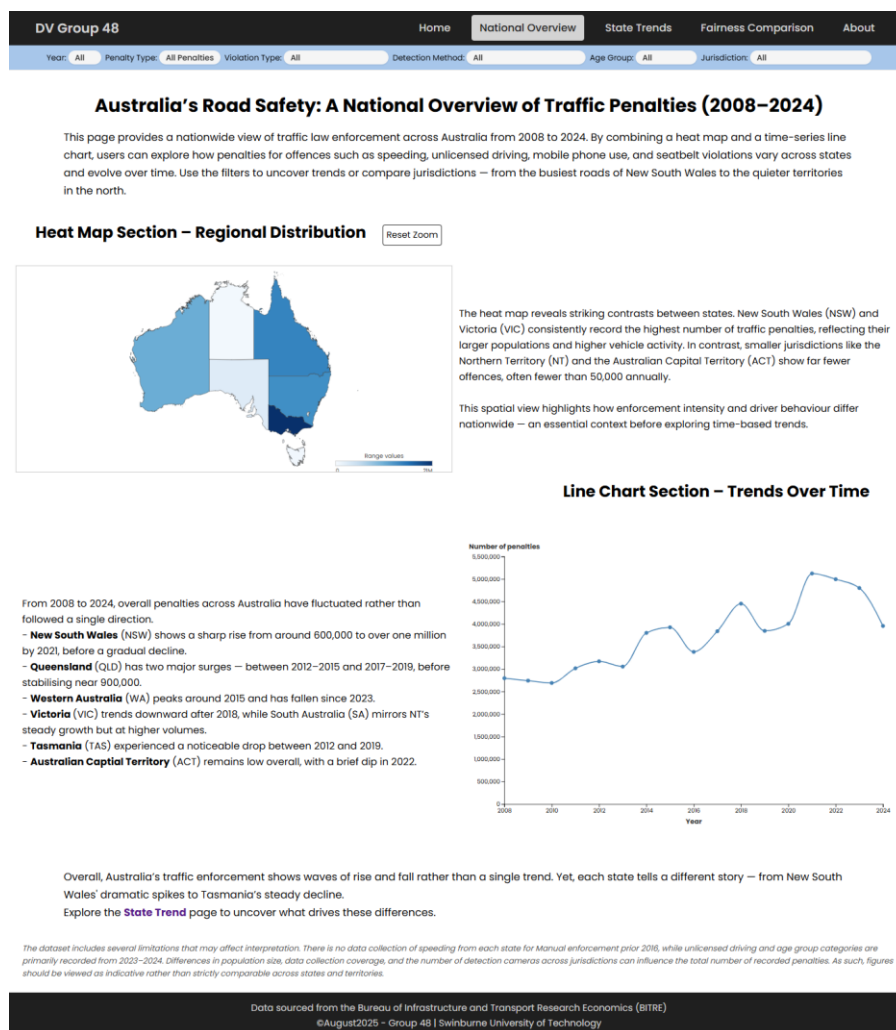 DV Group 48
Home
National Overview
State Trends
Fairness Comparison
About
Year: All Penalty Type: All Penalties Violation Type: All Detection Method: All Age Group: All Jurisdiction: All
Australia's Road Safety: A National Overview of Traffic Penalties (2008–2024)
This page provides a nationwide view of traffic law enforcement across Australia from 2008 to 2024. By combining a heat map and a time-series line
chart, users can explore how penalties for offences such as speeding, unlicensed driving, mobile phone use, and seatbelt violations vary across states
and evolve over time. Use the filters to uncover trends or compare jurisdictions — from the busiest roads of New South Wales to the quieter territories
in the north.
Heat Map Section – Regional Distribution
Reset Zoom
Range values
0
The heat map reveals striking contrasts between states. New South Wales (NSW) and
Victoria (VIC) consistently record the highest number of traffic penalties, reflecting their
larger populations and higher vehicle activity. In contrast, smaller jurisdictions like the
Northern Territory (NT) and the Australian Capital Territory (ACT) show far fewer
offences, often fewer than 50,000 annually.
This spatial view highlights how enforcement intensity and driver behaviour differ
nationwide — an essential context before exploring time-based trends.
Line Chart Section – Trends Over Time
From 2008 to 2024, overall penalties across Australia have fluctuated rather than
followed a single direction.
- New South Wales (NSW) shows a sharp rise from around 600,000 to over one million
by 2021, before a gradual decline.
- Queensland (QLD) has two major surges — between 2012–2015 and 2017–2019, before
stabilising near 900,000.
- Western Australia (WA) peaks around 2015 and has fallen since 2023.
- Victoria (VIC) trends downward after 2018, while South Australia (SA) mirrors NT's
steady growth but at higher volumes.
- Tasmania (TAS) experienced a noticeable drop between 2012 and 2019.
- Australian Captial Territory (ACT) remains low overall, with a brief dip in 2022.
Number of penalties
5,500,000
5,000,000
4,500,000
4,000,000
3,500,000
3,000,000
2,500,000
2,000,000
1,500,000
1,000,000
500,000
0
2008 2010 2012 2014 2016 2018 2020 2022 2024
Year
Overall, Australia's traffic enforcement shows waves of rise and fall rather than a single trend. Yet, each state tells a different story — from New South
Wales' dramatic spikes to Tasmania's steady decline.
Explore the State Trend page to uncover what drives these differences.
The dataset includes several limitations that may affect interpretation. There is no data collection of speeding from each state for Manual enforcement prior 2016, while unlicensed driving and age group categories are
primarily recorded from 2023–2024. Differences in population size, data collection coverage, and the number of detection cameras across jurisdictions can influence the total number of recorded penalties. As such, figures
should be viewed as indicative rather than strictly comparable across states and territories.
Data sourced from the Bureau of Infrastructure and Transport Research Economics (BITRE)
©August2025 - Group 48 | Swinburne University of Technology